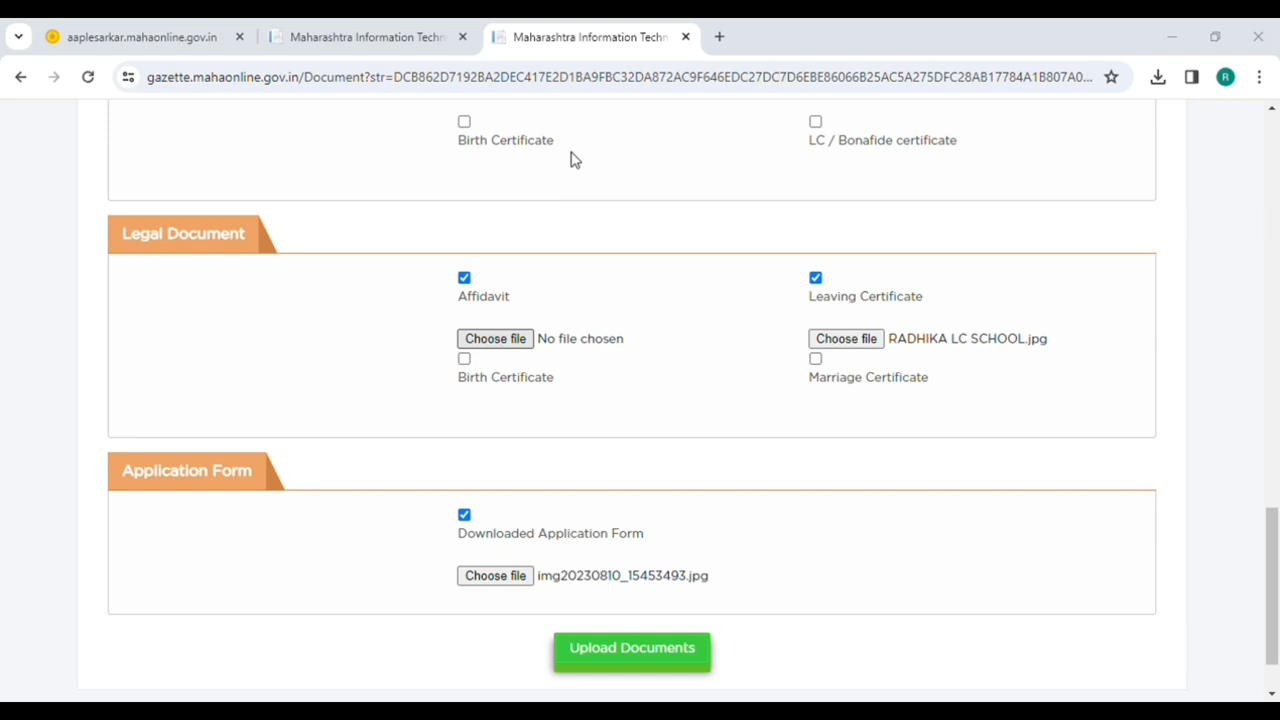 aaplesarkar.mahaonline.gov.in
Maharashtra Information Techn
Maharashtra Information Techn
gazette.mahaonline.gov.in/Document?str=DCB862D7192BA2DEC417E2D1BA9FBC32DA872AC9F646EDC27DC7D6EBE86066B25AC5A275DFC28AB17784A1B807A0...
R
Birth Certificate
LC / Bonafide certificate
Legal Document
Affidavit
Leaving Certificate
Choose file No file chosen
Choose file RADHIKA LC SCHOOL.jpg
Birth Certificate
Marriage Certificate
Application Form
Downloaded Application Form
Choose file img20230810_15453493.jpg
Upload Documents